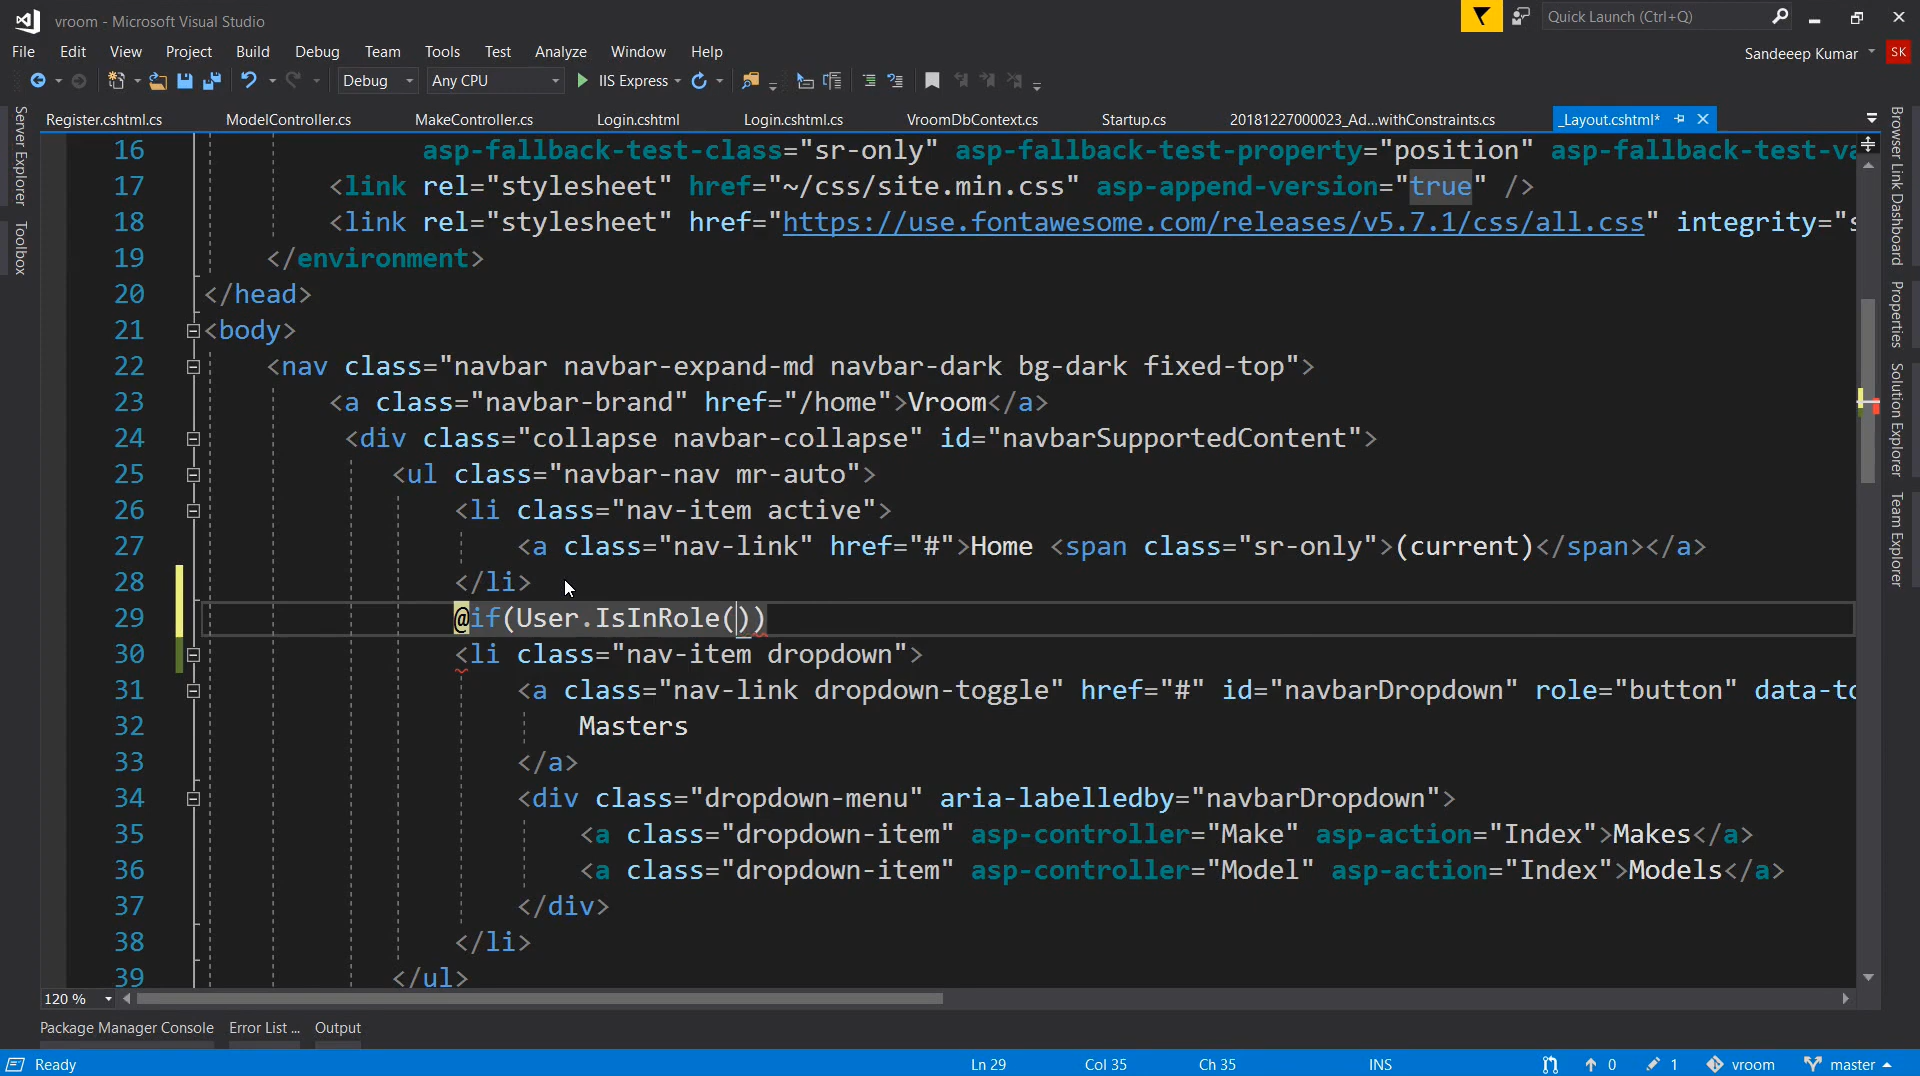 vroom - Microsoft Visual Studio
Quick Launch (Ctrl+Q)
File Edit View Project Build Debug Team Tools Test Analyze Window Help
Sandeeep Kumar SK
Debug Any CPU IIS Express
Register.cshtml.cs ModelController.cs MakeController.cs Login.cshtml Login.cshtml.cs VroomDbContext.cs Startup.cs 20181227000023_Ad...withConstraints.cs _Layout.cshtml*
Server Explorer
Toolbox
16 asp-fallback-test-class="sr-only" asp-fallback-test-property="position" asp-fallback-test-va
17 <link rel="stylesheet" href="~/css/site.min.css" asp-append-version="true" />
18 <link rel="stylesheet" href="https://use.fontawesome.com/releases/v5.7.1/css/all.css" integrity="s
19 </environment>
20 </head>
21 <body>
22 <nav class="navbar navbar-expand-md navbar-dark bg-dark fixed-top">
23 <a class="navbar-brand" href="/home">Vroom</a>
24 <div class="collapse navbar-collapse" id="navbarSupportedContent">
25 <ul class="navbar-nav mr-auto">
26 <li class="nav-item active">
27 <a class="nav-link" href="#">Home <span class="sr-only">(current)</span></a>
28 </li>
29 @if(User.IsInRole())
30 <li class="nav-item dropdown">
31 <a class="nav-link dropdown-toggle" href="#" id="navbarDropdown" role="button" data-to
32 Masters
33 </a>
34 <div class="dropdown-menu" aria-labelledby="navbarDropdown">
35 <a class="dropdown-item" asp-controller="Make" asp-action="Index">Makes</a>
36 <a class="dropdown-item" asp-controller="Model" asp-action="Index">Models</a>
37 </div>
38 </li>
39 </ul>
Browser Link Dashboard
Properties
Solution Explorer
Team Explorer
120 %
Package Manager Console Error List ... Output
Ready Ln 29 Col 35 Ch 35 INS 0 1 vroom master